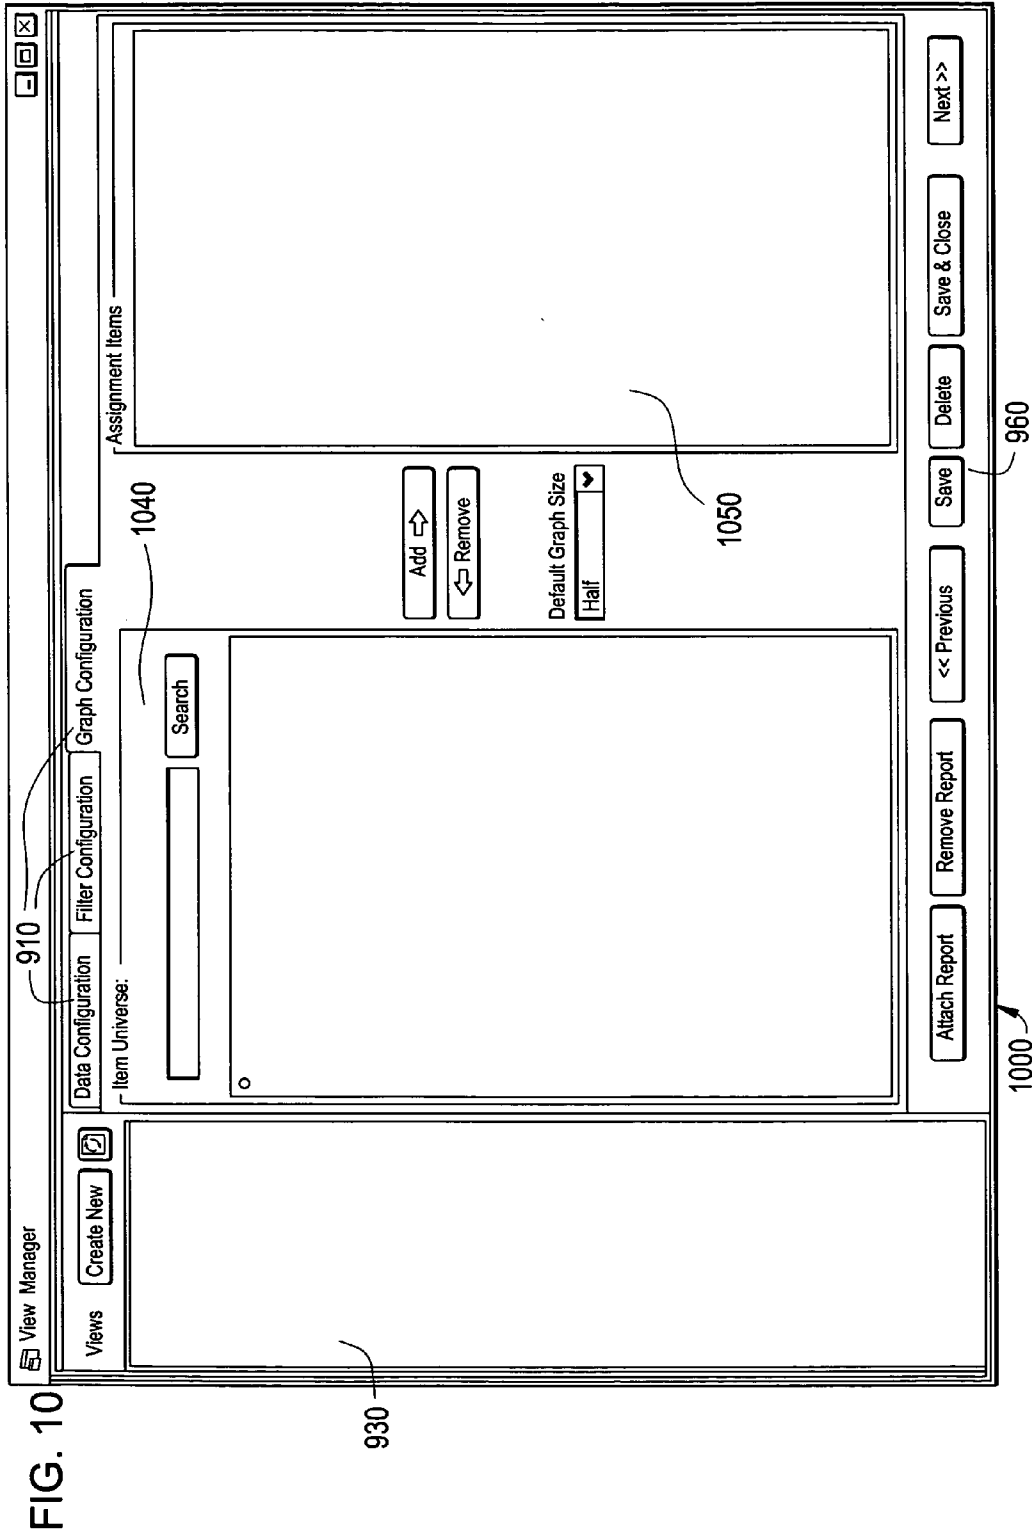 FIG. 10
View Manager
Views
Create New
910
Data Configuration
Filter Configuration
Graph Configuration
Item Universe:
1040
Search
Assignment Items
Add
Remove
Default Graph Size
Half
930
1050
Attach Report
Remove Report
<< Previous
Save
Delete
Save & Close
Next >>
960
1000